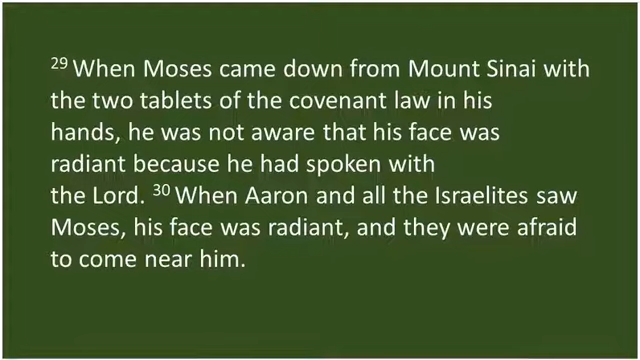 29 When Moses came down from Mount Sinai with
the two tablets of the covenant law in his
hands, he was not aware that his face was
radiant because he had spoken with
the Lord. 30 When Aaron and all the Israelites saw
Moses, his face was radiant, and they were afraid
to come near him.